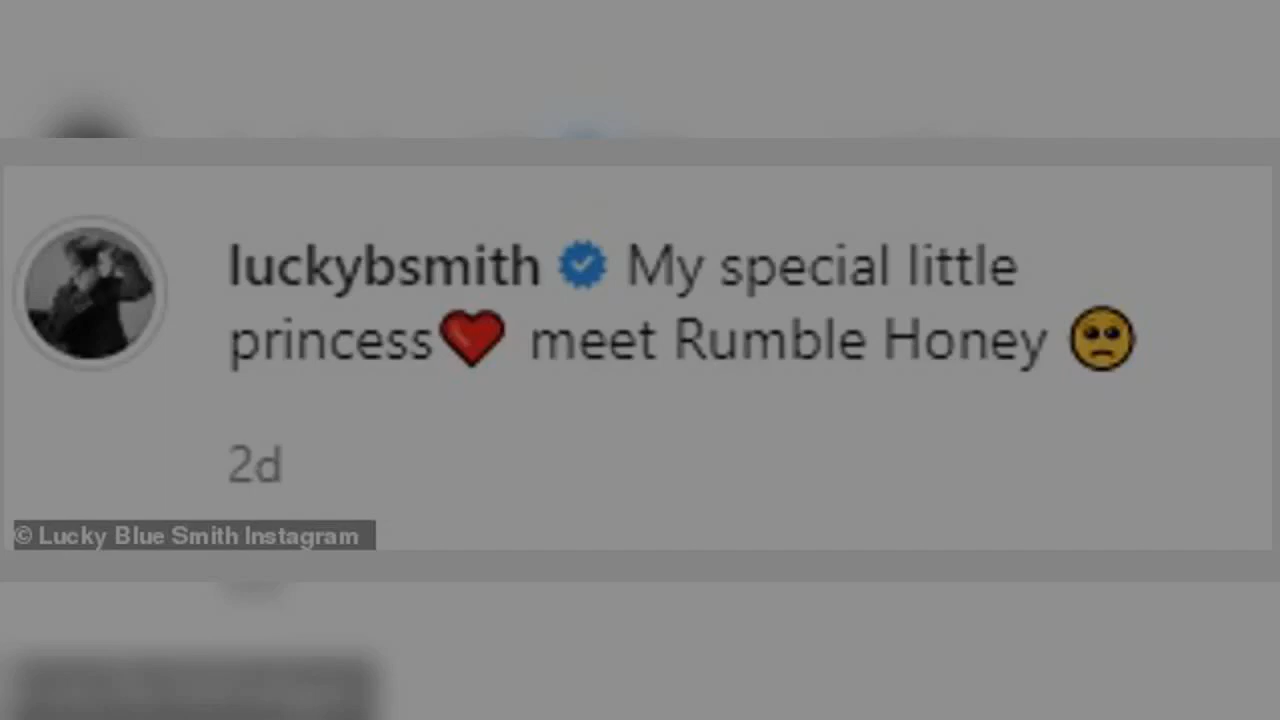 luckybsmith My special little
princess❤️ meet Rumble Honey 🥺
2d
© Lucky Blue Smith Instagram